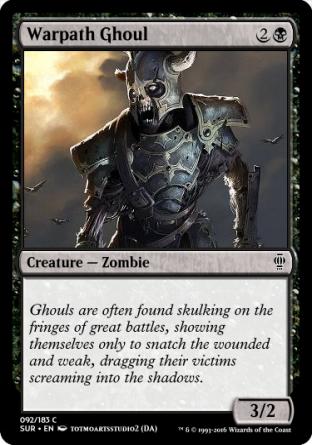 Warpath Ghoul 2
Creature — Zombie
Ghouls are often found skulking on the
fringes of great battles, showing
themselves only to snatch the wounded
and weak, dragging their victims
screaming into the shadows.
092/183 C
SUR • EN TOTMOARTSTUDIO2 (DA)
™ & © 1993-2016 Wizards of the Coast
3/2